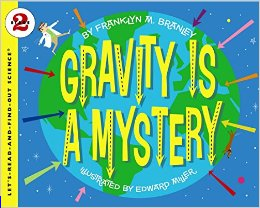 2
BY FRANKLYN M. BRANLEY
GRAVITY IS
A MYSTERY
ILLUSTRATED BY EDWARD MILLER
LET'S-READ-AND-FIND-OUT SCIENCE®